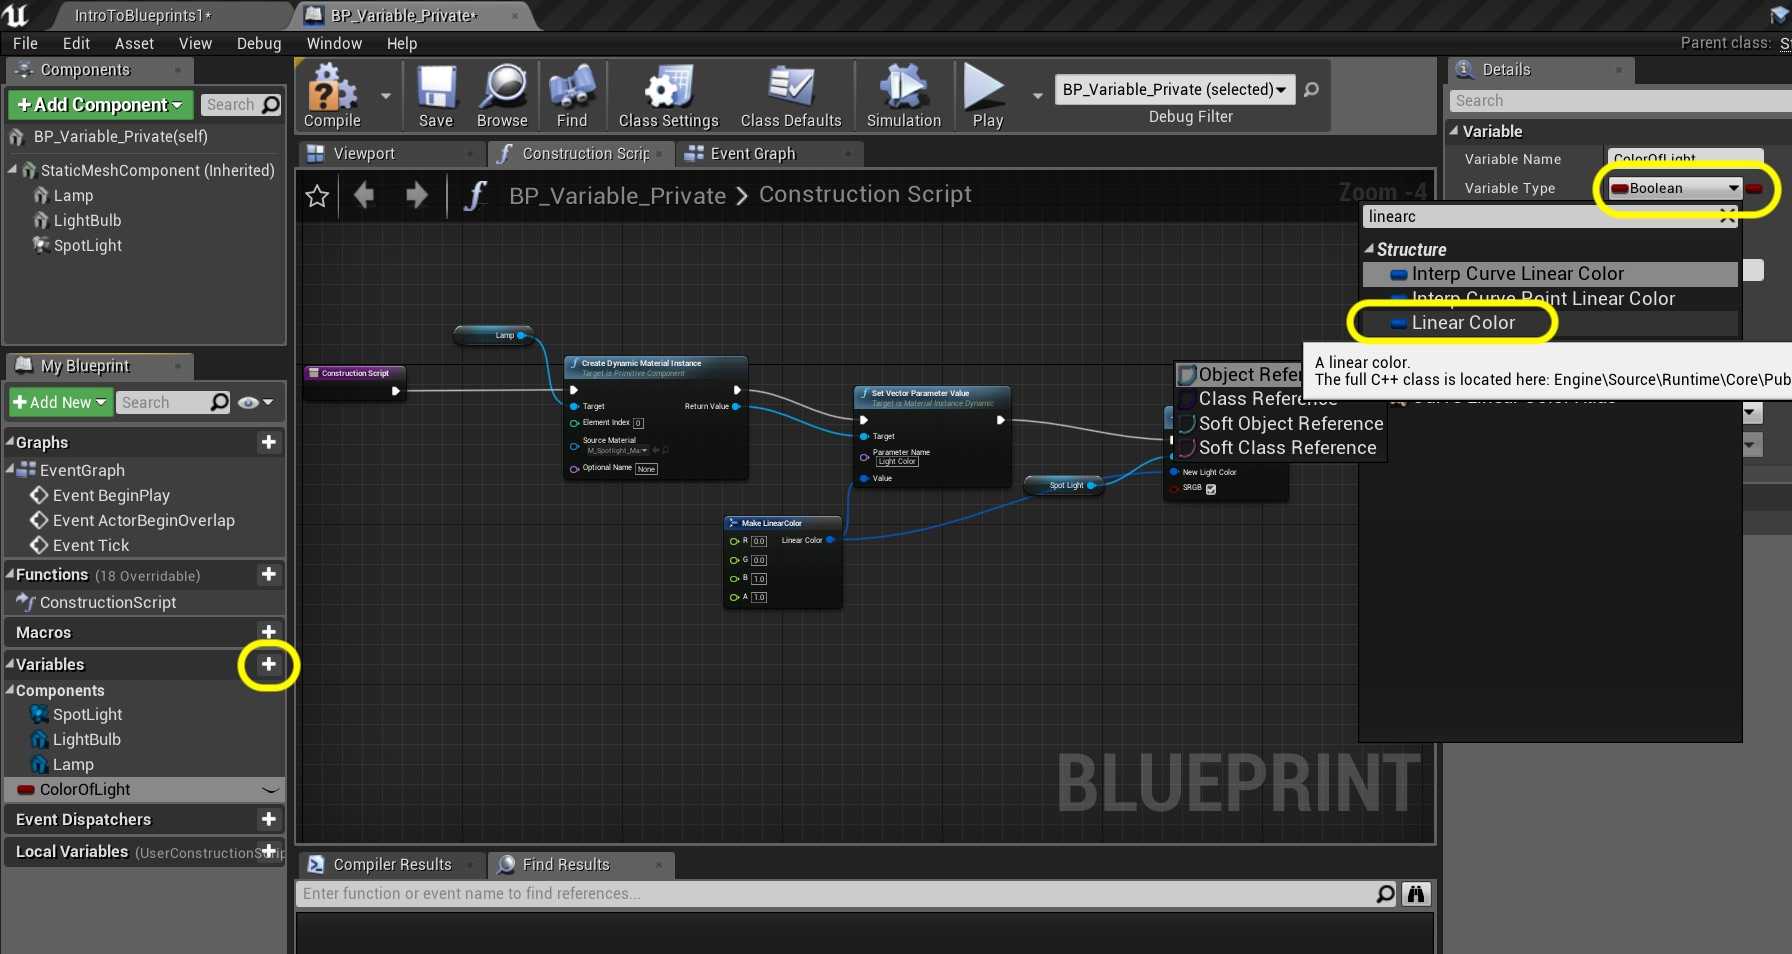 IntroToBlueprints1*
BP_Variable_Private*
File Edit Asset View Debug Window Help
Parent class:
Components
+Add Component
Search
BP_Variable_Private(self)
StaticMeshComponent (Inherited)
Lamp
LightBulb
SpotLight
My Blueprint
+Add New
Search
Graphs
EventGraph
Event BeginPlay
Event ActorBeginOverlap
Event Tick
Functions (18 Overridable)
ConstructionScript
Macros
Variables
Components
SpotLight
LightBulb
Lamp
ColorOfLight
Event Dispatchers
Local Variables (UserConstructionScrip
Compile
Save
Browse
Find
Class Settings
Class Defaults
Simulation
Play
BP_Variable_Private (selected)
Debug Filter
Viewport
Construction Scrip
Event Graph
BP_Variable_Private > Construction Script
Zoom -4
Construction Script
Lamp
Create Dynamic Material Instance
Target is Primitive Component
Target
Return Value
Element Index 0
Source Material
M_Spotlight_Ma
Optional Name None
Set Vector Parameter Value
Target is Material Instance Dynamic
Target
Parameter Name
Light Color
Value
Make LinearColor
R 0.0
Linear Color
G 0.0
B 1.0
A 1.0
Spot Light
New Light Color
SRGB
Object Refer
Class Reference
Soft Object Reference
Soft Class Reference
BLUEPRINT
Compiler Results
Find Results
Enter function or event name to find references...
Details
Search
Variable
Variable Name
ColorOfLight
Variable Type
Boolean
linearc
Structure
Interp Curve Linear Color
Interp Curve Point Linear Color
Linear Color
A linear color.
The full C++ class is located here: Engine\Source\Runtime\Core\Pub